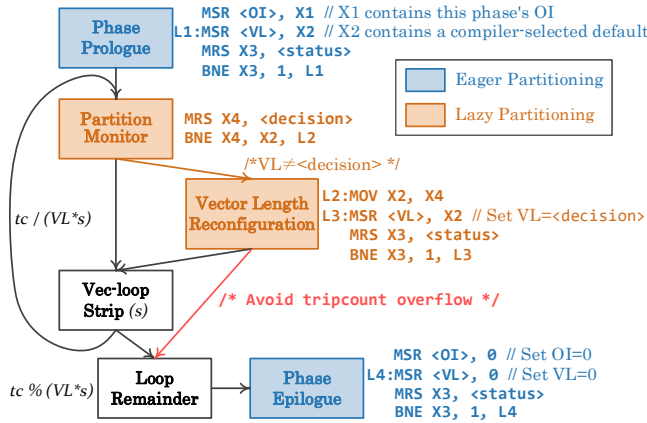 Phase
Prologue
MSR <OI>, X1 // X1 contains this phase's OI
L1:MSR <VL>, X2 // X2 contains a compiler-selected default
MRS X3, <status>
BNE X3, 1, L1
Eager Partitioning
Lazy Partitioning
Partition
Monitor
MRS X4, <decision>
BNE X4, X2, L2
/*VL≠<decision> */
Vector Length
Reconfiguration
L2:MOV X2, X4
L3:MSR <VL>, X2 // Set VL=<decision>
MRS X3, <status>
BNE X3, 1, L3
tc / (VL*s)
Vec-loop
Strip (s)
/* Avoid tripcount overflow */
tc % (VL*s)
Loop
Remainder
Phase
Epilogue
MSR <OI>, 0 // Set OI=0
L4:MSR <VL>, 0 // Set VL=0
MRS X3, <status>
BNE X3, 1, L4